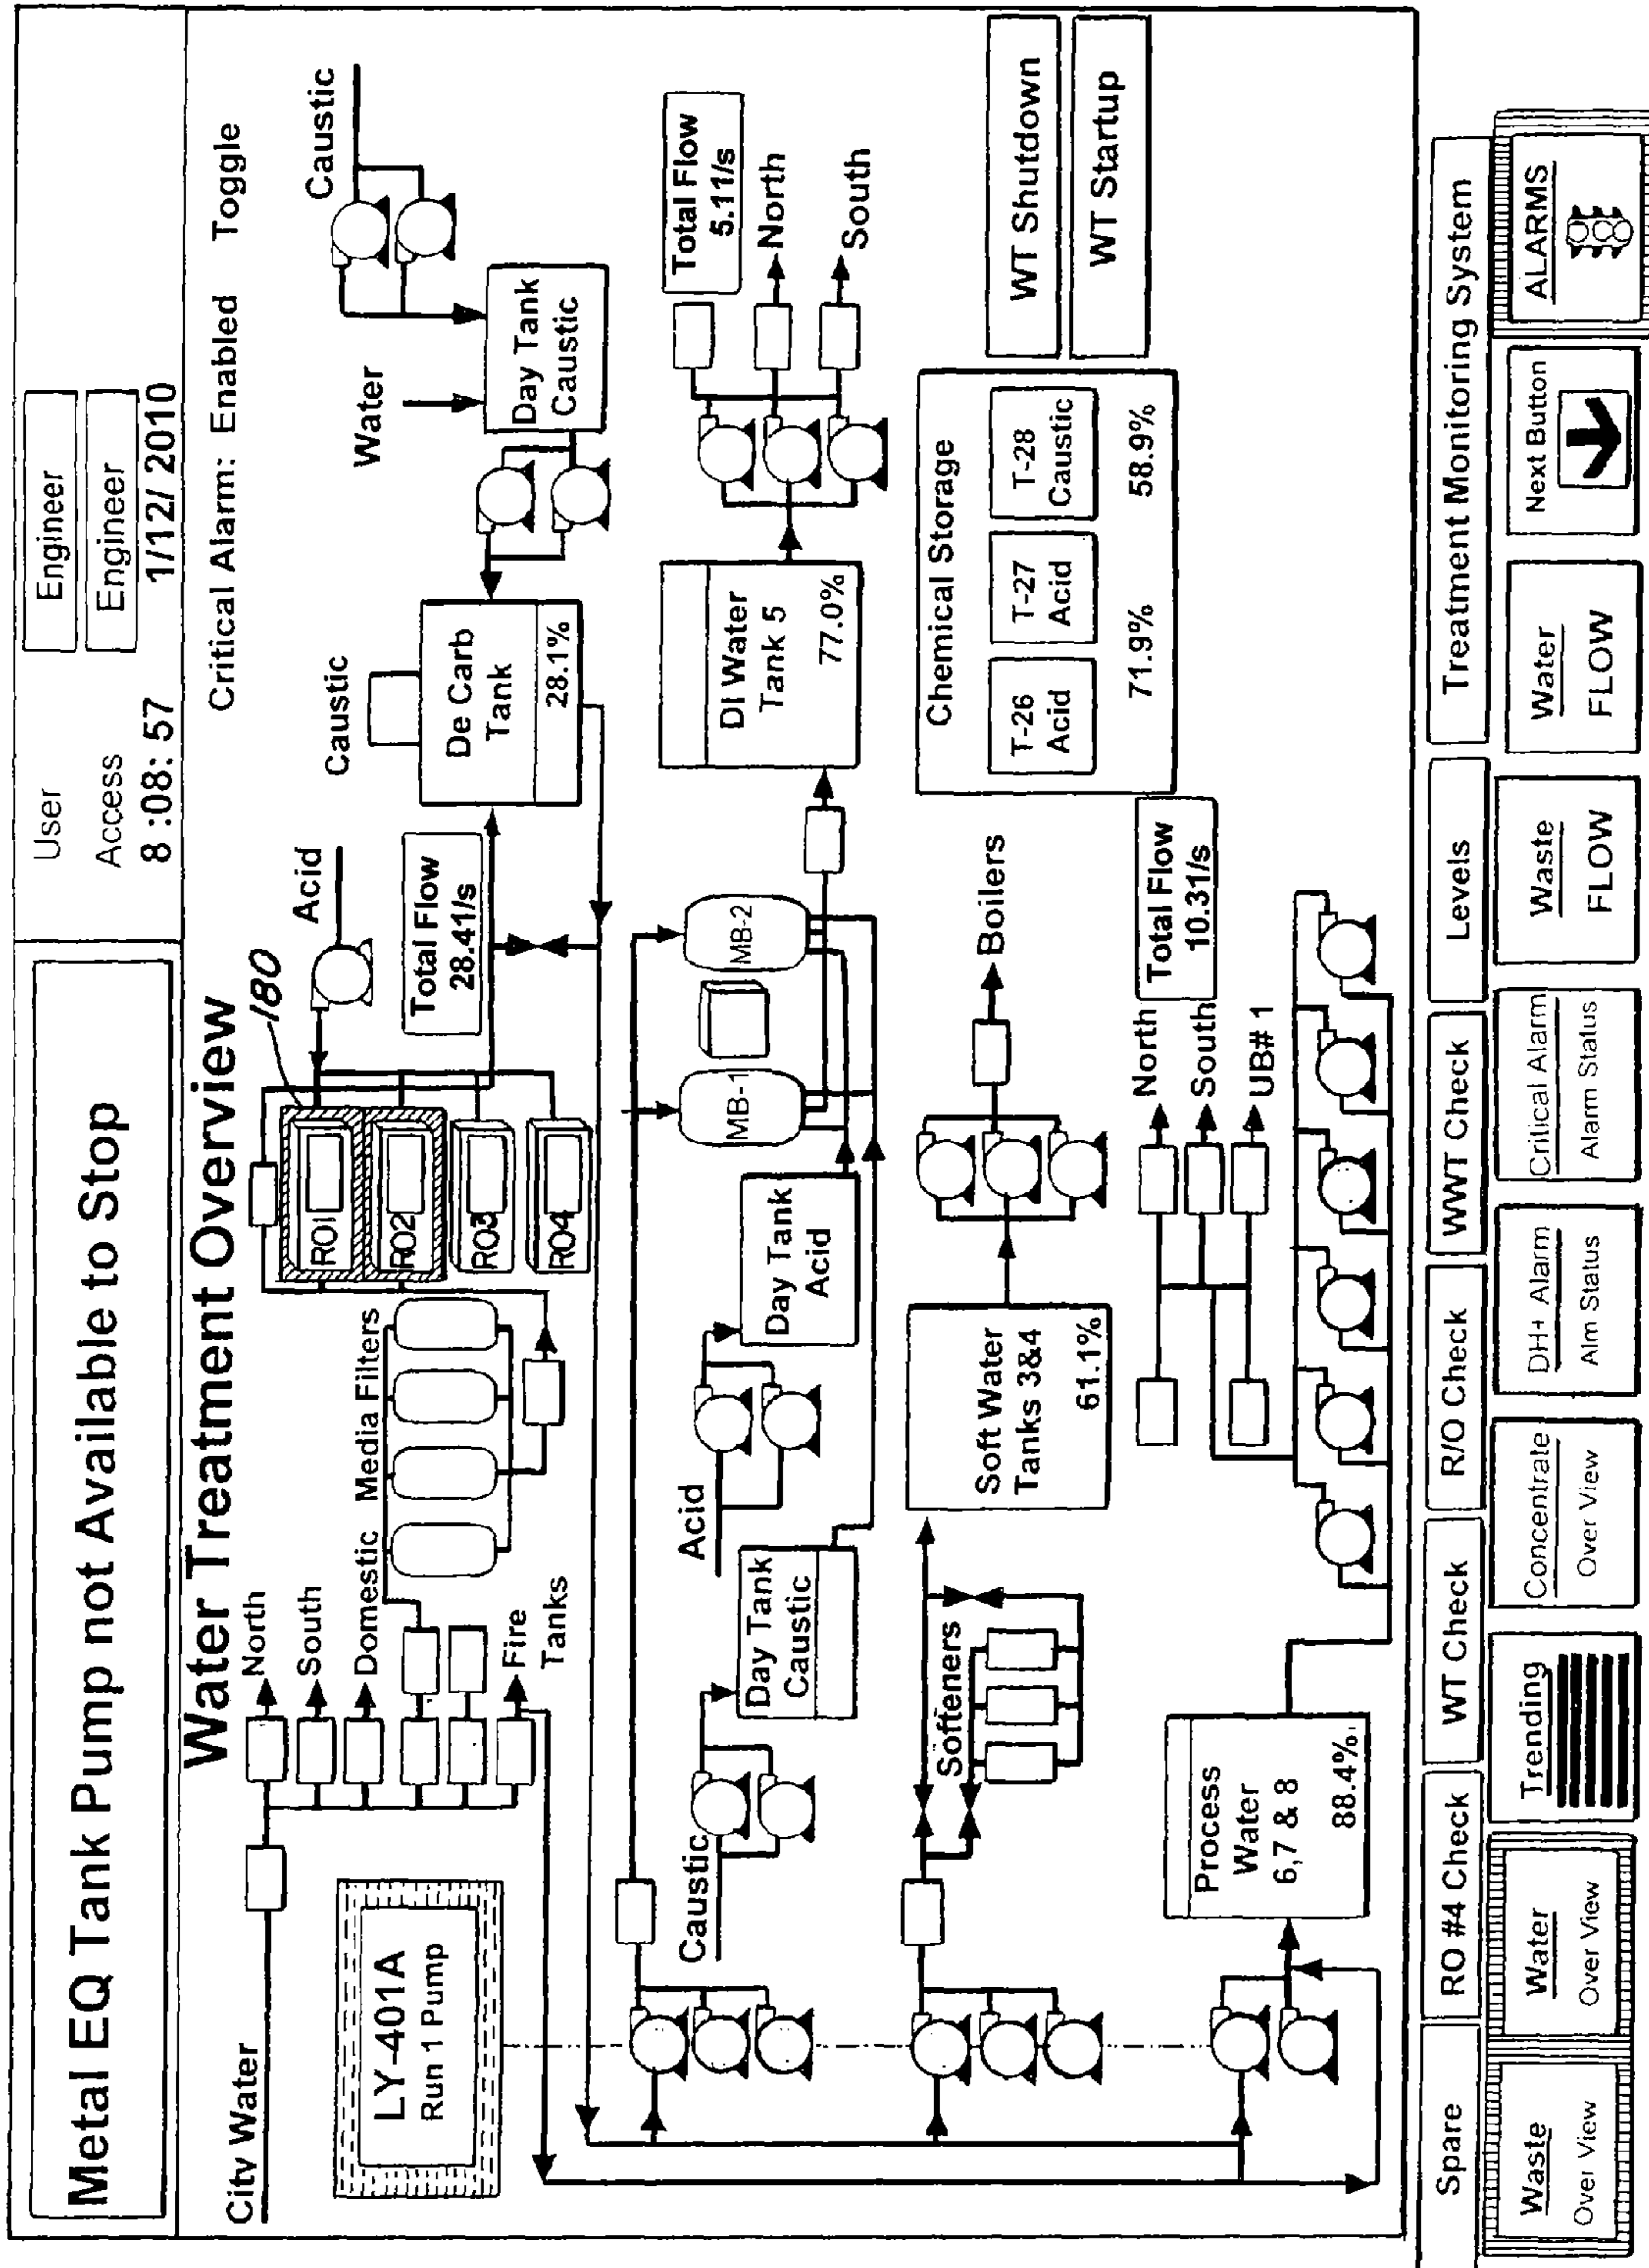 Metal EQ Tank Pump not Available to Stop
User
Engineer
Access
Engineer
8 :08: 57
1/12/ 2010
Water Treatment Overview
Critical Alarm: Enabled
Toggle
City Water
North
South
Domestic
Fire
Tanks
Media Filters
RO1
RO2
RO3
RO4
180
Acid
Total Flow
28.41/s
Caustic
De Carb
Tank
28.1%
Water
Day Tank
Caustic
Caustic
LY-401A
Run 1 Pump
Caustic
Day Tank
Caustic
Acid
Day Tank
Acid
MB-1
MB-2
DI Water
Tank 5
77.0%
Total Flow
5.11/s
North
South
Softeners
Soft Water
Tanks 3&4
61.1%
Boilers
Chemical Storage
T-26
Acid
T-27
Acid
T-28
Caustic
71.9%
58.9%
WT Shutdown
WT Startup
Process
Water
6,7 & 8
88.4%
North
South
UB# 1
Total Flow
10.31/s
Spare
RO #4 Check
WT Check
R/O Check
WWT Check
Levels
Treatment Monitoring System
Waste
Over View
Water
Over View
Trending
Concentrate
Over View
DH+ Alarm
Alm Status
Critical Alarm
Alarm Status
Waste
FLOW
Water
FLOW
Next Button
ALARMS